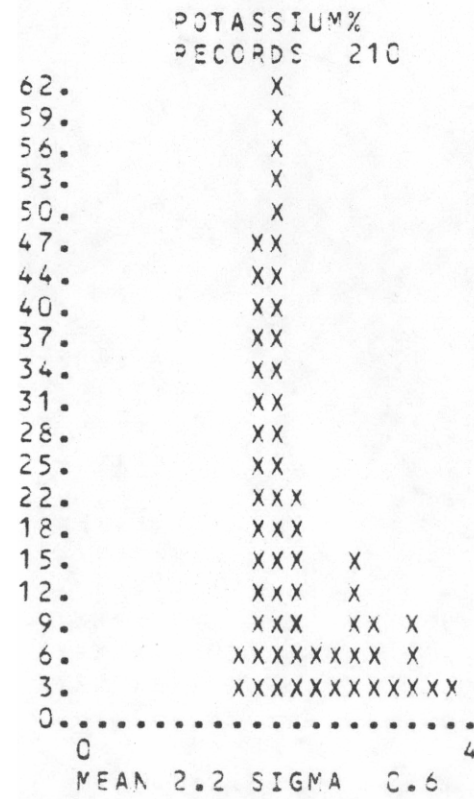 POTASSIUM%
RECORDS 210
62. X
59. X
56. X
53. X
50. X
47. XX
44. XX
40. XX
37. XX
34. XX
31. XX
28. XX
25. XX
22. XXX
18. XXX
15. XXX X
12. XXX X
9. XXX XX X
6. XXXXXXXX X
3. XXXXXXXXXXXX
0......................
0 4
MEAN 2.2 SIGMA 0.6